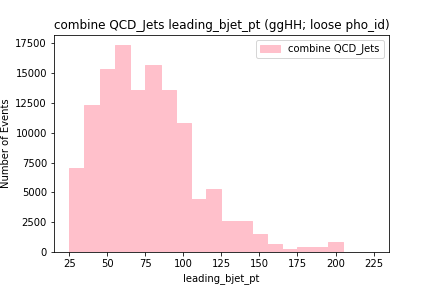 combine QCD_Jets leading_bjet_pt (ggHH; loose pho_id)
combine QCD_Jets
Number of Events
17500
15000
12500
10000
7500
5000
2500
0
25 50 75 100 125 150 175 200 225
leading_bjet_pt